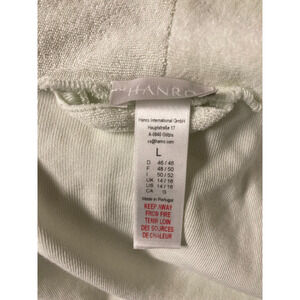 HANRO
Hanro International GmbH
Hauptstraße 17
A-6840 Götzis
cs@hanro.com
L
D 46 / 48
F 48 / 50
I 50 / 52
UK 14 / 16
US 14 / 16
CA G
Made in Portugal
KEEP AWAY
FROM FIRE
TENIR LOIN
DES SOURCES
DE CHALEUR